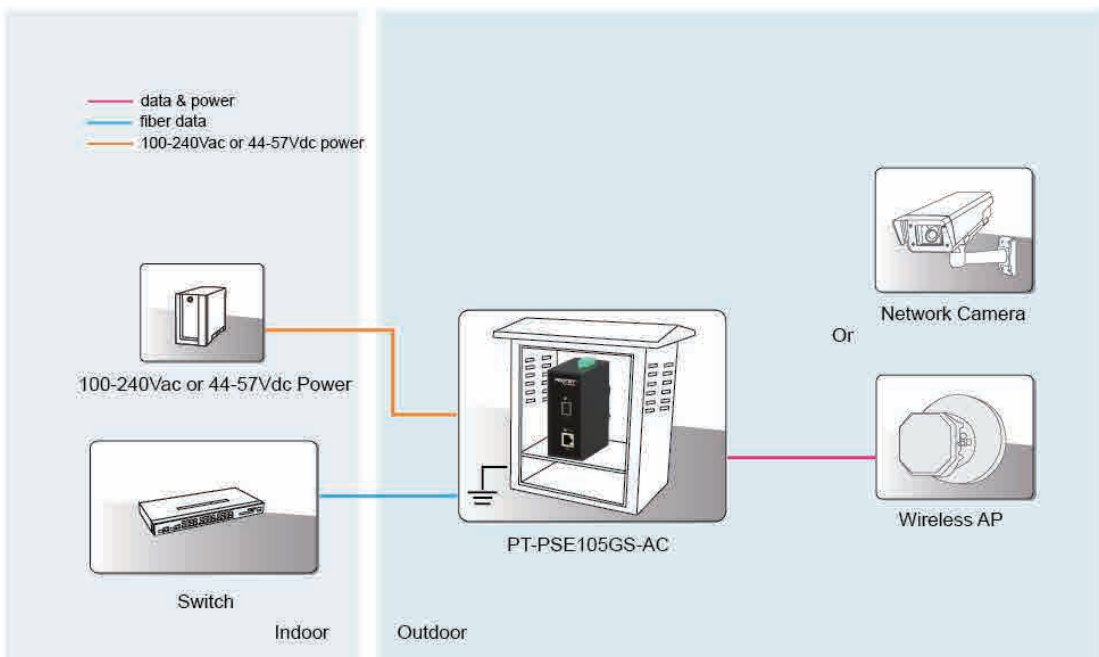 data & power
fiber data
100-240Vac or 44-57Vdc power
Network Camera
Or
100-240Vac or 44-57Vdc Power
Wireless AP
PT-PSE105GS-AC
Switch
Indoor
Outdoor